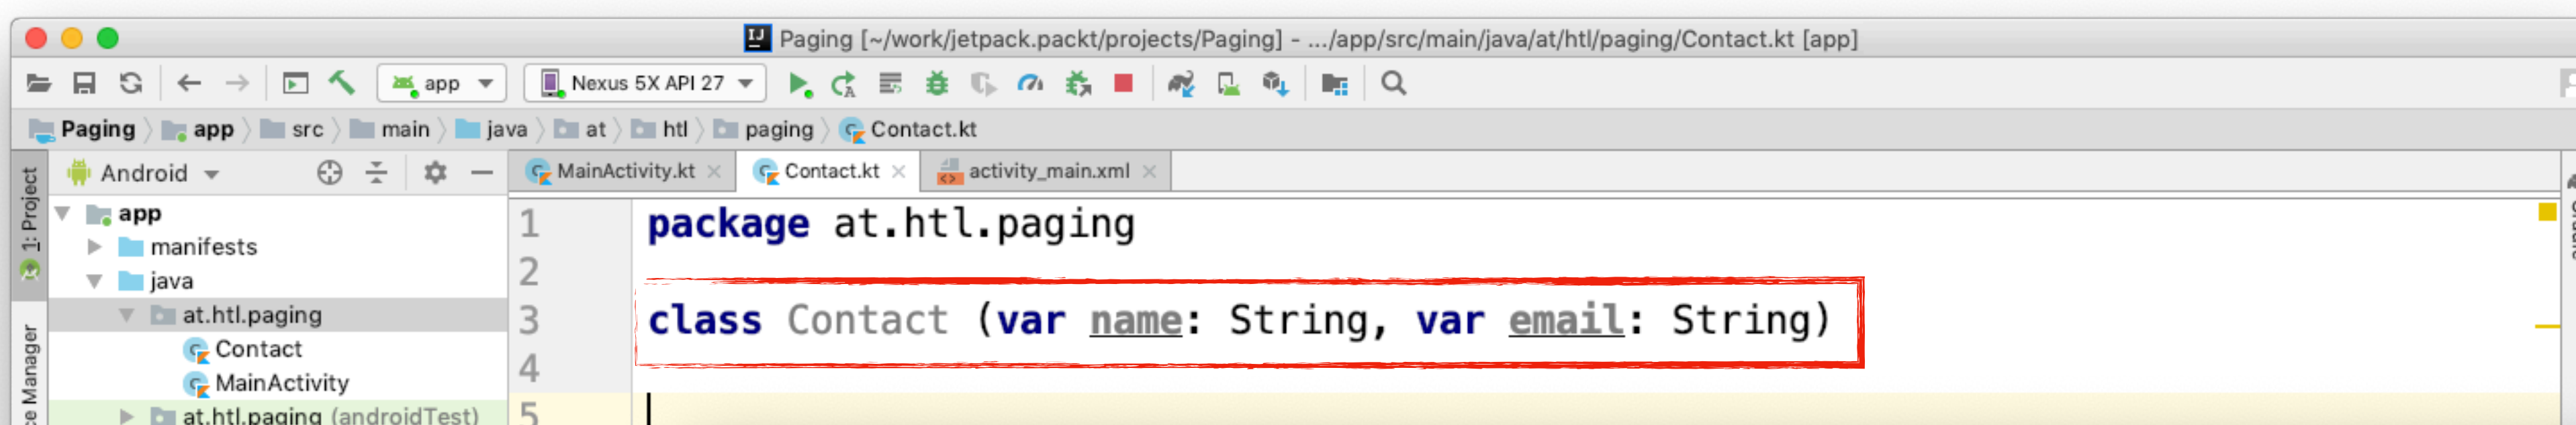 Paging [~/work/jetpack.packt/projects/Paging] - .../app/src/main/java/at/htl/paging/Contact.kt [app]
app Nexus 5X API 27
Paging app src main java at htl paging Contact.kt
Android MainActivity.kt Contact.kt activity_main.xml
1: Project
app
manifests
java
at.htl.paging
Contact
MainActivity
at.htl.paging (androidTest)
1 package at.htl.paging
2
3 class Contact (var name: String, var email: String)
4
5
Manager